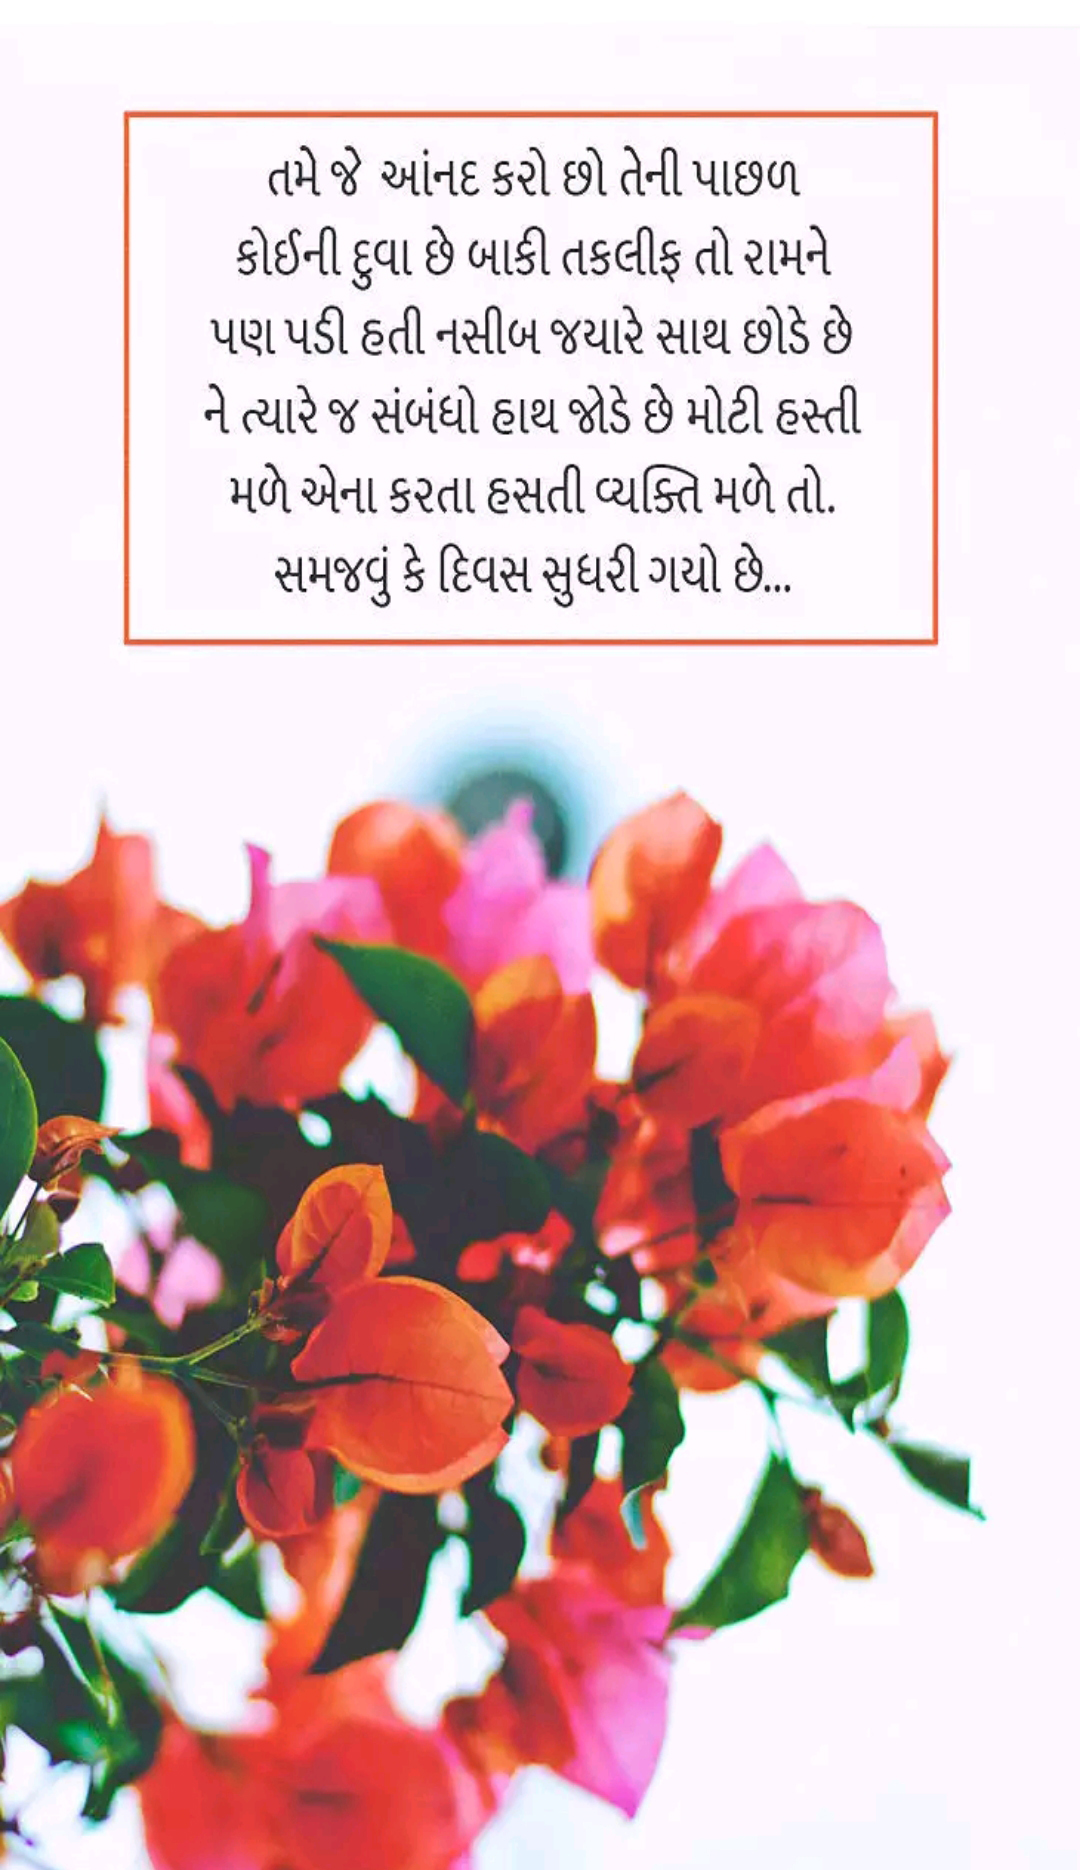 તમે જે આંનદ કરો છો તેની પાછળ
કોઈની દુવા છે બાકી તકલીફ તો રામને
પણ પડી હતી નસીબ જયારે સાથ છોડે છે
ને ત્યારે જ સંબંધો હાથ જોડે છે મોટી હસ્તી
મળે એના કરતા હસતી વ્યક્તિ મળે તો.
સમજવું કે દિવસ સુધરી ગયો છે...